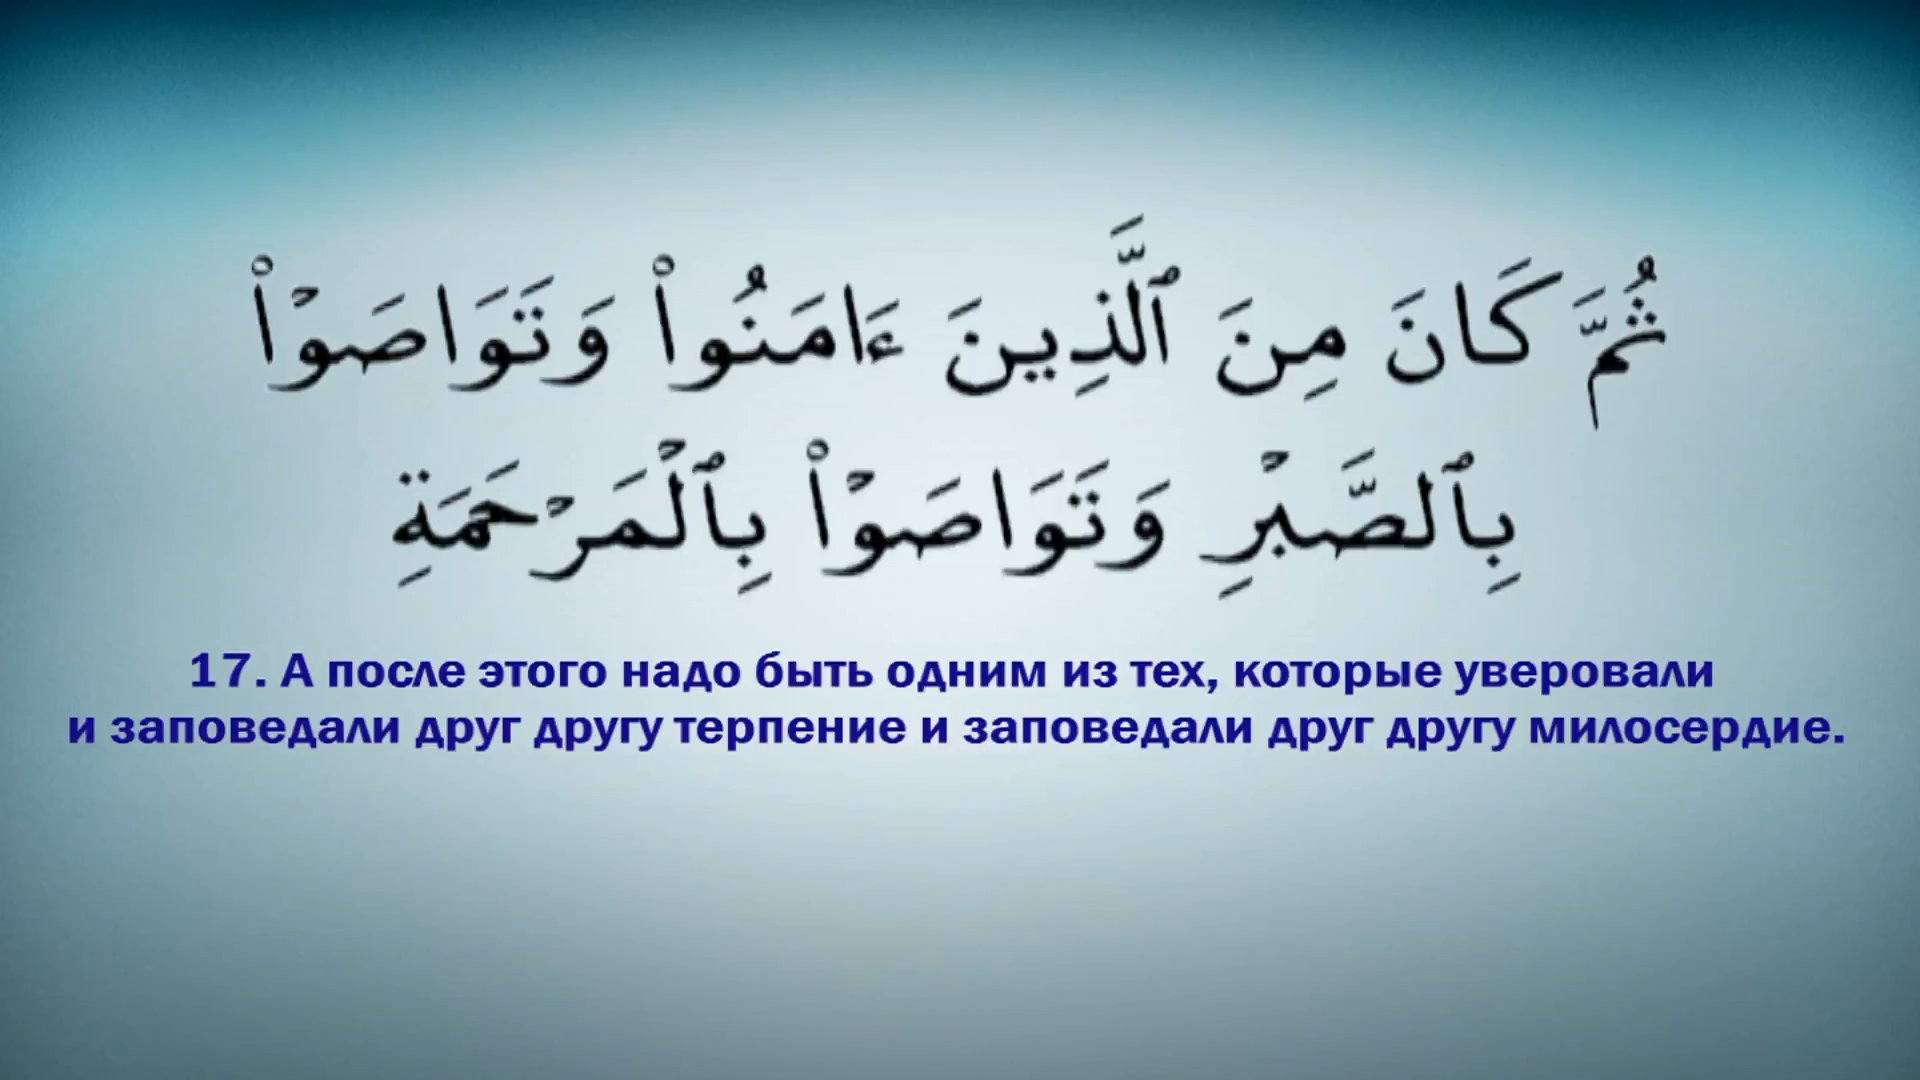 ثُمَّ كَانَ مِنَ ٱلَّذِينَ ءَامَنُواْ وَتَوَاصَوۡاْ
بِٱلصَّبۡرِ وَتَوَاصَوۡاْ بِٱلۡمَرۡحَمَةِ
17. А после этого надо быть одним из тех, которые уверовали
и заповедали друг другу терпение и заповедали друг другу милосердие.